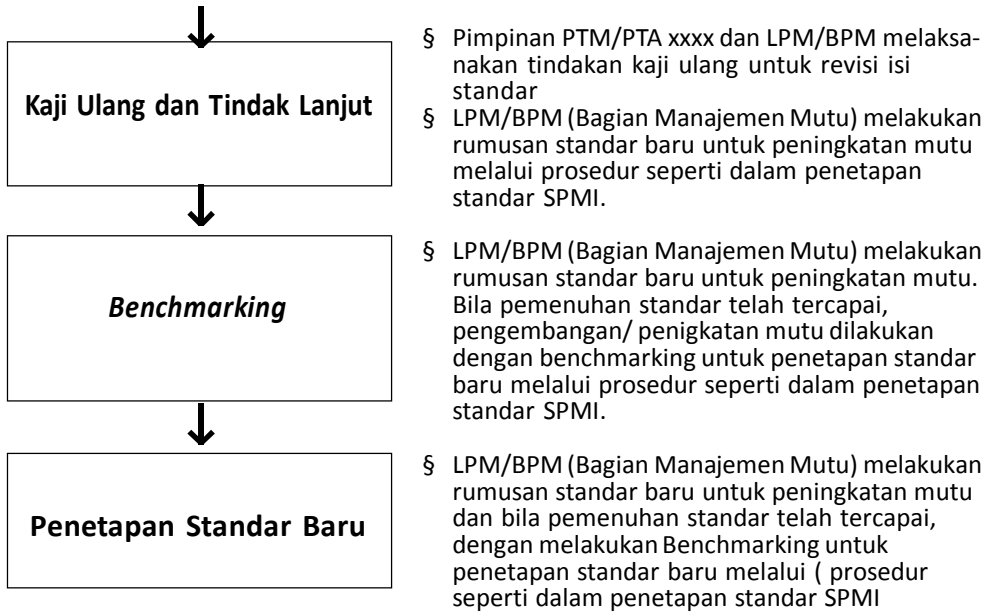 Kaji Ulang dan Tindak Lanjut
§ Pimpinan PTM/PTA xxxx dan LPM/BPM melaksa-
nakan tindakan kaji ulang untuk revisi isi
standar
§ LPM/BPM (Bagian Manajemen Mutu) melakukan
rumusan standar baru untuk peningkatan mutu
melalui prosedur seperti dalam penetapan
standar SPMI.
Benchmarking
§ LPM/BPM (Bagian Manajemen Mutu) melakukan
rumusan standar baru untuk peningkatan mutu.
Bila pemenuhan standar telah tercapai,
pengembangan/ penigkatan mutu dilakukan
dengan benchmarking untuk penetapan standar
baru melalui prosedur seperti dalam penetapan
standar SPMI.
Penetapan Standar Baru
§ LPM/BPM (Bagian Manajemen Mutu) melakukan
rumusan standar baru untuk peningkatan mutu
dan bila pemenuhan standar telah tercapai,
dengan melakukan Benchmarking untuk
penetapan standar baru melalui ( prosedur
seperti dalam penetapan standar SPMI